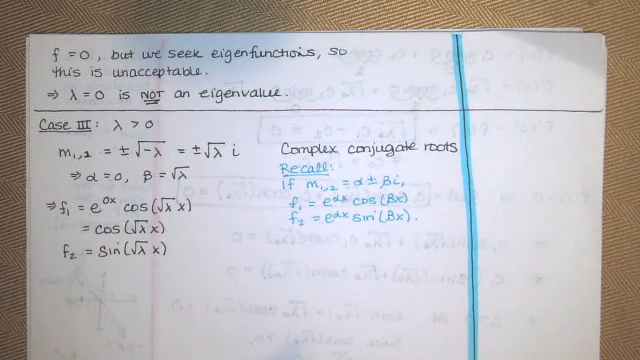 f = 0, but we seek eigenfunctions, so
this is unacceptable.
⇒ λ = 0 is NOT an eigenvalue.
Case III: λ > 0
m₁,₂ = ±√-λ = ±√λ i
⇒ α = 0, β = √λ
⇒ f₁ = e^0x cos(√λ x)
= cos(√λ x)
f₂ = sin(√λ x)
Complex conjugate roots
Recall:
If m₁,₂ = α ± βi,
f₁ = e^αx cos(βx)
f₂ = e^αx sin(βx).